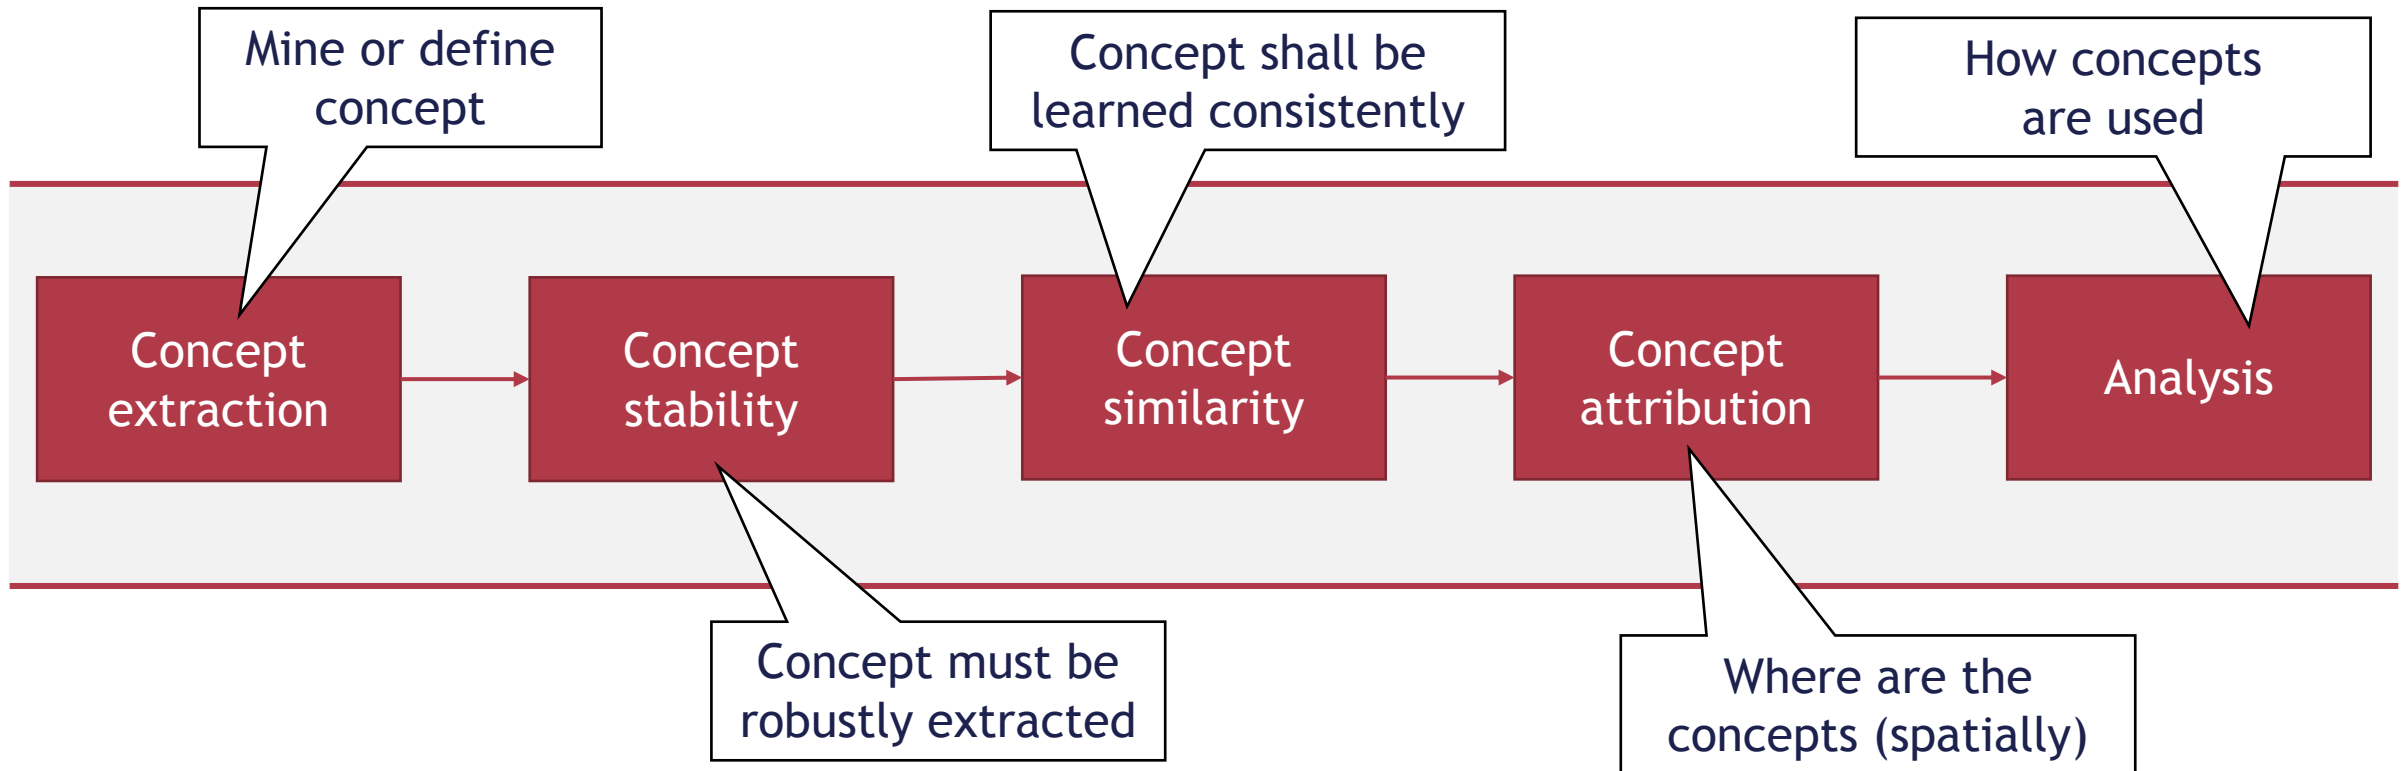 Mine or define
concept
Concept shall be
learned consistently
How concepts
are used
Concept
extraction
Concept
stability
Concept
similarity
Concept
attribution
Analysis
Concept must be
robustly extracted
Where are the
concepts (spatially)